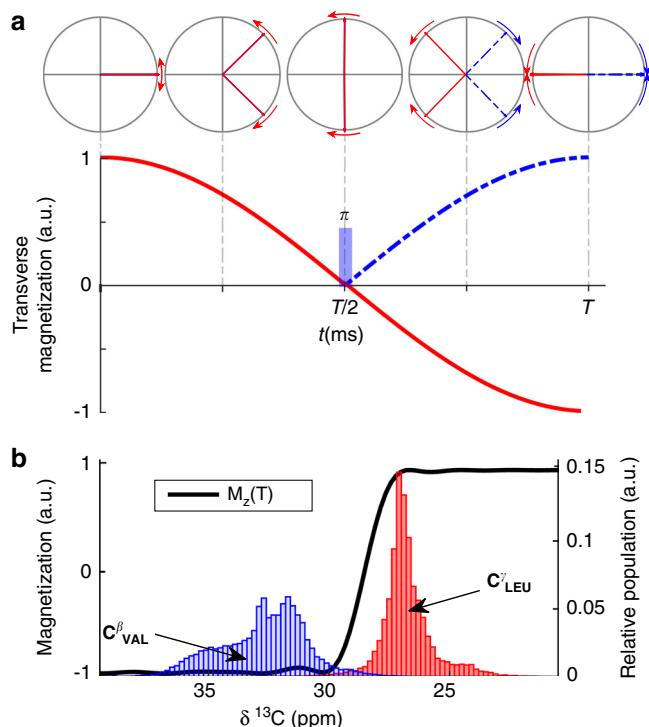 a
1
0
-1
Transverse
magnetization (a.u.)
π
T/2
T
t(ms)
b
1
0
-1
Magnetization (a.u.)
M_z(T)
C^β_VAL
C^γ_LEU
0.15
0.1
0.05
0
Relative population (a.u.)
35
30
25
δ ¹³C (ppm)